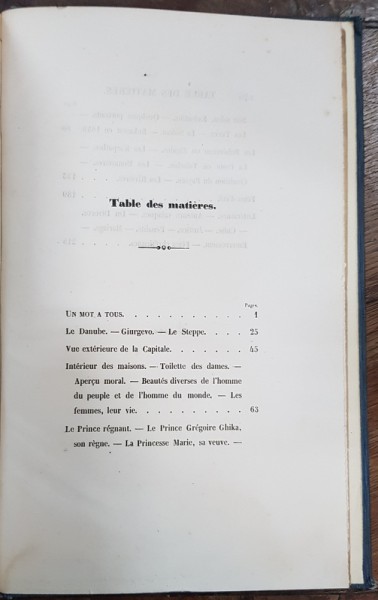 Table des matières.
Pages.
UN MOT A TOUS. . . . . . . . . . . 1
Le Danube. — Giurgevo. — Le Steppe. . . . 25
Vue extérieure de la Capitale. . . . . . . 45
Intérieur des maisons. — Toilette des dames. —
Aperçu moral. — Beautés diverses de l'homme
du peuple et de l'homme du monde. — Les
femmes, leur vie. . . . . . . . . . 63
Le Prince régnant. — Le Prince Grégoire Ghika,
son règne. — La Princesse Marie, sa veuve. —